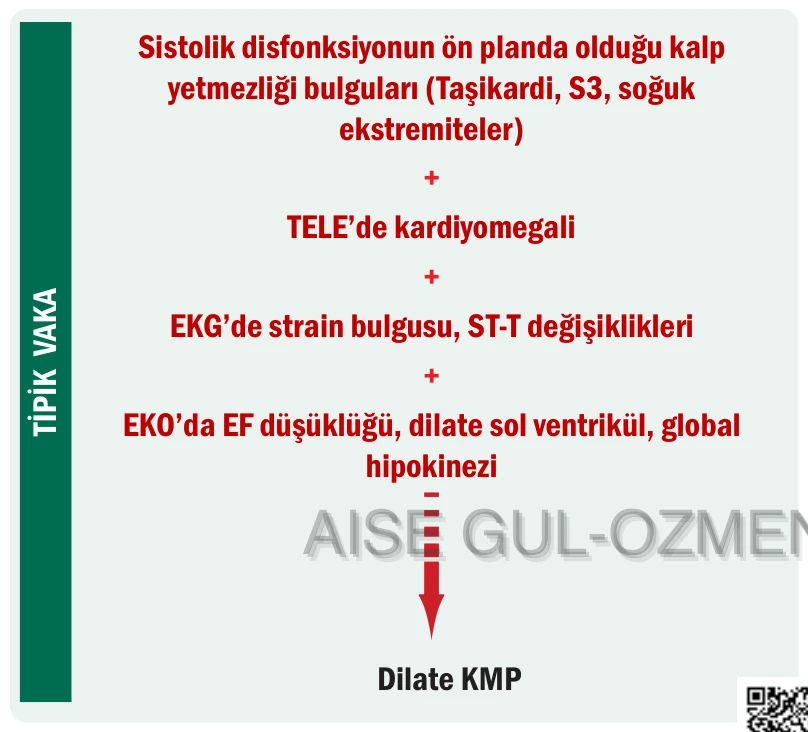 TİPİK VAKA
Sistolik disfonksiyonun ön planda olduğu kalp
yetmezliği bulguları (Taşikardi, S3, soğuk
ekstremiteler)
+
TELE’de kardiyomegali
+
EKG’de strain bulgusu, ST-T değişiklikleri
+
EKO’da EF düşüklüğü, dilate sol ventrikül, global
hipokinezi
AISE GUL-OZMEN
Dilate KMP